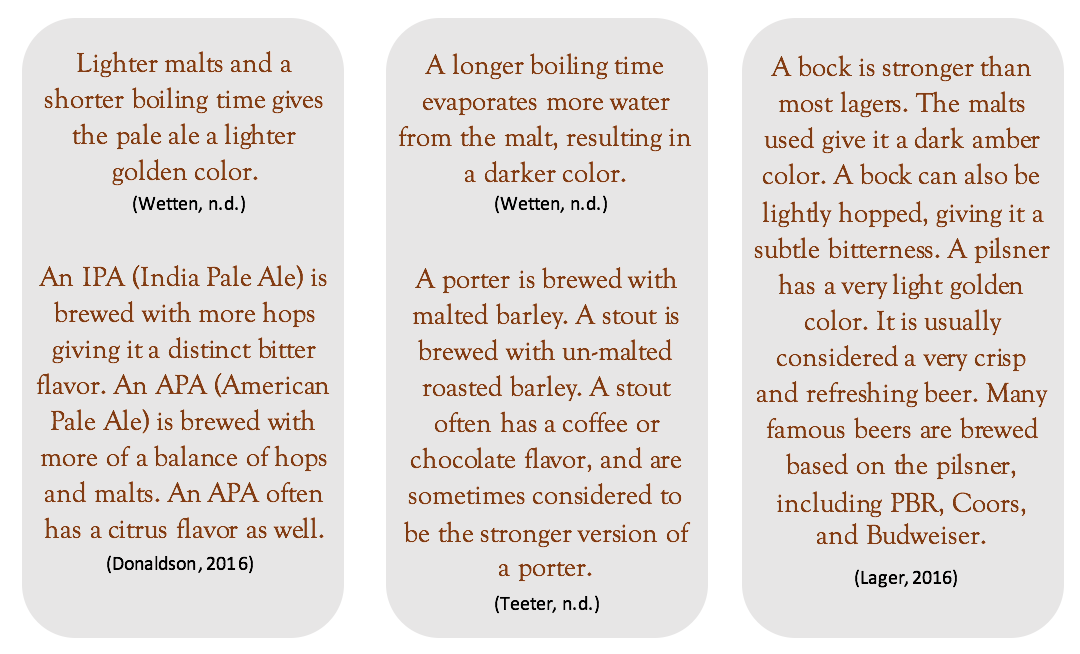 Lighter malts and a
shorter boiling time gives
the pale ale a lighter
golden color.
(Wetten, n.d.)
An IPA (India Pale Ale) is
brewed with more hops
giving it a distinct bitter
flavor. An APA (American
Pale Ale) is brewed with
more of a balance of hops
and malts. An APA often
has a citrus flavor as well.
(Donaldson, 2016)
A longer boiling time
evaporates more water
from the malt, resulting in
a darker color.
(Wetten, n.d.)
A porter is brewed with
malted barley. A stout is
brewed with un-malted
roasted barley. A stout
often has a coffee or
chocolate flavor, and are
sometimes considered to
be the stronger version of
a porter.
(Teeter, n.d.)
A bock is stronger than
most lagers. The malts
used give it a dark amber
color. A bock can also be
lightly hopped, giving it a
subtle bitterness. A pilsner
has a very light golden
color. It is usually
considered a very crisp
and refreshing beer. Many
famous beers are brewed
based on the pilsner,
including PBR, Coors,
and Budweiser.
(Lager, 2016)